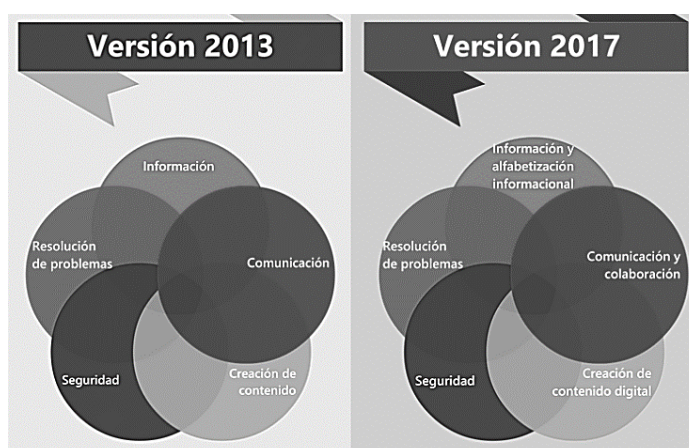 Versión 2013
Información
Resolución
de problemas
Comunicación
Seguridad
Creación de
contenido
Versión 2017
Información y
alfabetización
informacional
Resolución
de problemas
Comunicación y
colaboración
Seguridad
Creación de
contenido digital